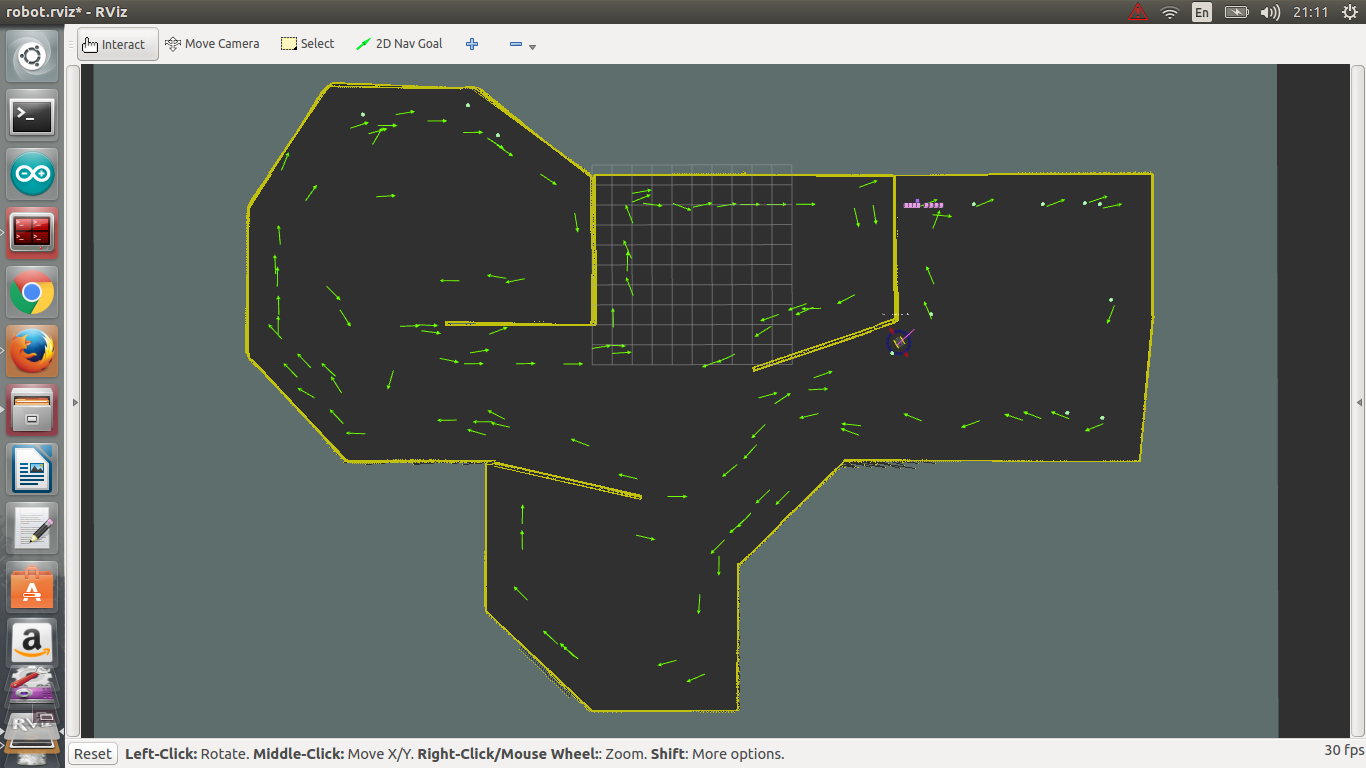 robot.rviz* - RViz
En
21:11
Interact
Move Camera
Select
2D Nav Goal
Reset
Left-Click: Rotate. Middle-Click: Move X/Y. Right-Click/Mouse Wheel:: Zoom. Shift: More options.
30 fps